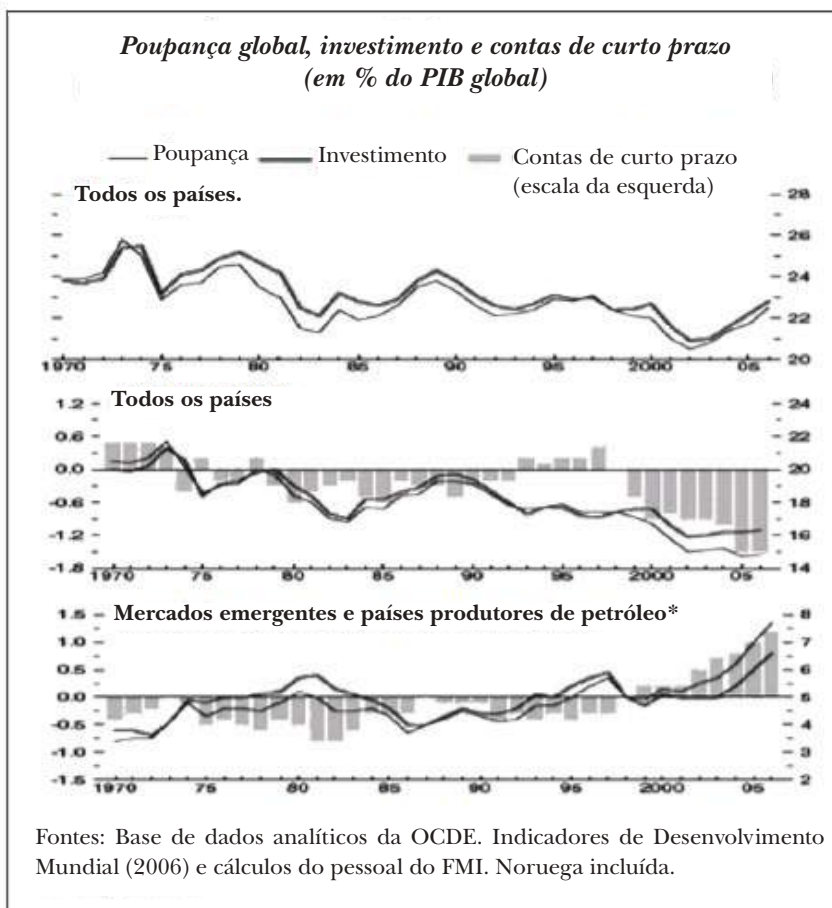 Poupança global, investimento e contas de curto prazo
(em % do PIB global)
Poupança Investimento Contas de curto prazo
(escala da esquerda)
Todos os países.
28
26
24
22
20
1970 75 80 85 90 95 2000 05
Todos os países
1.2 24
0.6 22
0.0 20
-0.6 18
-1.2 16
-1.8 14
1970 75 80 85 90 95 2000 05
Mercados emergentes e países produtores de petróleo*
1.5 8
1.0 7
0.5 6
0.0 5
-0.5 4
-1.0 3
-1.5 2
1970 75 80 85 90 95 2000 05
Fontes: Base de dados analíticos da OCDE. Indicadores de Desenvolvimento
Mundial (2006) e cálculos do pessoal do FMI. Noruega incluída.